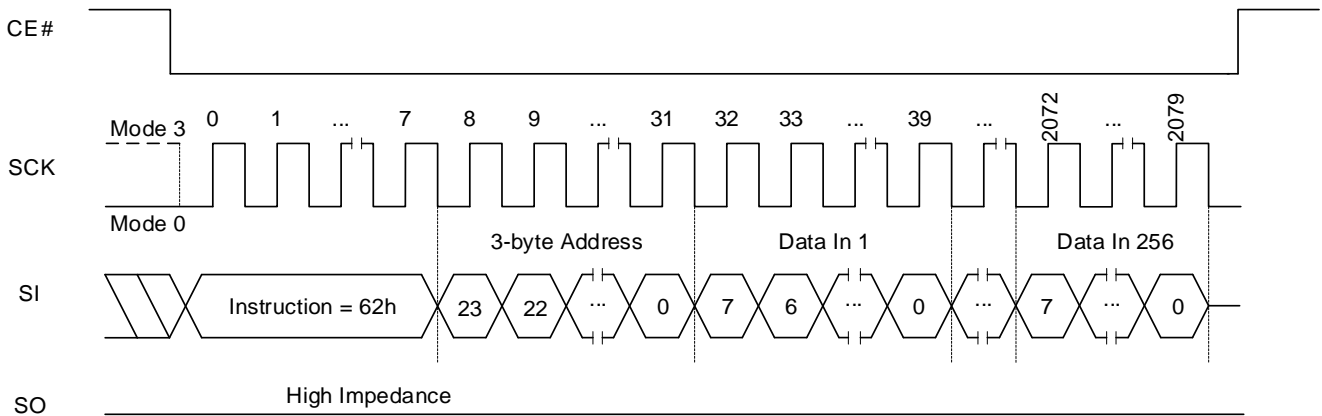 CE#
0 1 ... 7 8 9 ... 31 32 33 ... 39 ... 2072 ... 2079
Mode 3
SCK
Mode 0
3-byte Address Data In 1 Data In 256
SI Instruction = 62h 23 22 ... 0 7 6 ... 0 ... 7 ... 0
High Impedance
SO